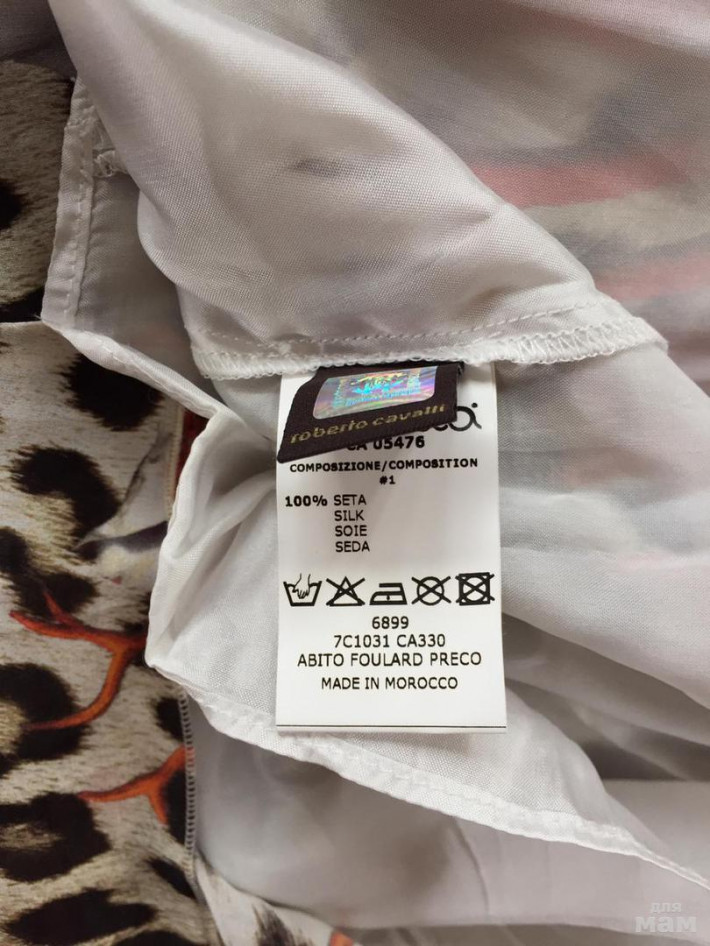 roberto cavalli
CA 05476
COMPOSIZIONE/COMPOSITION
#1
100% SETA
SILK
SOIE
SEDA
6899
7C1031 CA330
ABITO FOULARD PRECO
MADE IN MOROCCO
для
мам